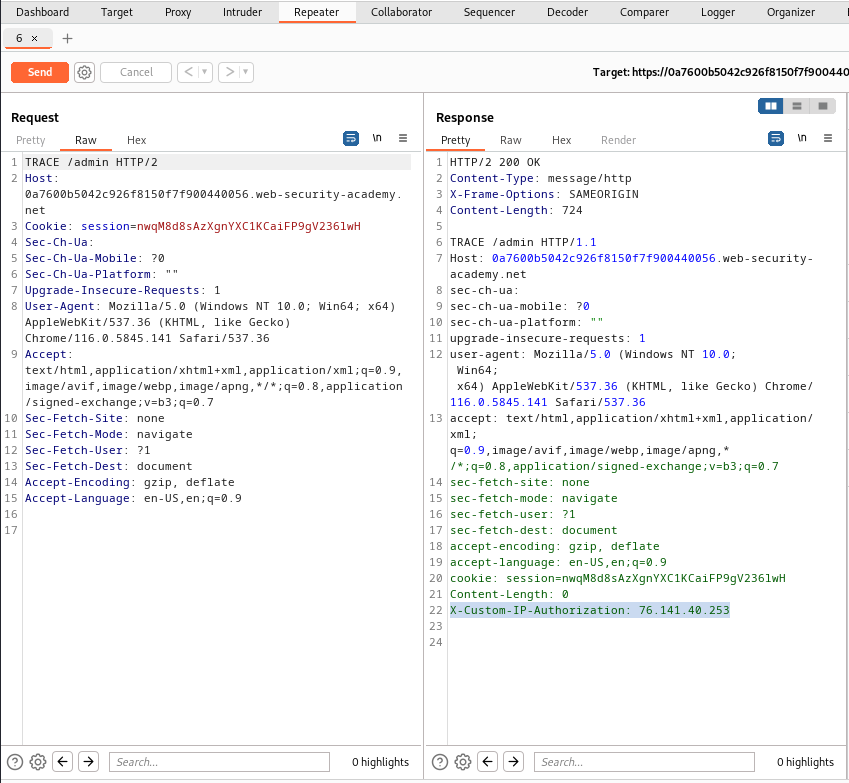 Dashboard Target Proxy Intruder Repeater Collaborator Sequencer Decoder Comparer Logger Organizer
6 × +
Send Cancel < > Target: https://0a7600b5042c926f8150f7f900440
Request
Pretty Raw Hex \n
1 TRACE /admin HTTP/2
2 Host:
0a7600b5042c926f8150f7f900440056.web-security-academy.
net
3 Cookie: session=nwqM8d8sAzXgnYXC1KCaiFP9gV2361wH
4 Sec-Ch-Ua:
5 Sec-Ch-Ua-Mobile: ?0
6 Sec-Ch-Ua-Platform: ""
7 Upgrade-Insecure-Requests: 1
8 User-Agent: Mozilla/5.0 (Windows NT 10.0; Win64; x64)
AppleWebKit/537.36 (KHTML, like Gecko)
Chrome/116.0.5845.141 Safari/537.36
9 Accept:
text/html,application/xhtml+xml,application/xml;q=0.9,
image/avif,image/webp,image/apng,*/*;q=0.8,application
/signed-exchange;v=b3;q=0.7
10 Sec-Fetch-Site: none
11 Sec-Fetch-Mode: navigate
12 Sec-Fetch-User: ?1
13 Sec-Fetch-Dest: document
14 Accept-Encoding: gzip, deflate
15 Accept-Language: en-US,en;q=0.9
16
17
Search... 0 highlights
Response
Pretty Raw Hex Render \n
1 HTTP/2 200 OK
2 Content-Type: message/http
3 X-Frame-Options: SAMEORIGIN
4 Content-Length: 724
5
6 TRACE /admin HTTP/1.1
7 Host: 0a7600b5042c926f8150f7f900440056.web-security-
academy.net
8 sec-ch-ua:
9 sec-ch-ua-mobile: ?0
10 sec-ch-ua-platform: ""
11 upgrade-insecure-requests: 1
12 user-agent: Mozilla/5.0 (Windows NT 10.0;
Win64;
x64) AppleWebKit/537.36 (KHTML, like Gecko) Chrome/
116.0.5845.141 Safari/537.36
13 accept: text/html,application/xhtml+xml,application/
xml;
q=0.9,image/avif,image/webp,image/apng,*
/*;q=0.8,application/signed-exchange;v=b3;q=0.7
14 sec-fetch-site: none
15 sec-fetch-mode: navigate
16 sec-fetch-user: ?1
17 sec-fetch-dest: document
18 accept-encoding: gzip, deflate
19 accept-language: en-US,en;q=0.9
20 cookie: session=nwqM8d8sAzXgnYXC1KCaiFP9gV2361wH
21 Content-Length: 0
22 X-Custom-IP-Authorization: 76.141.40.253
23
24
Search... 0 highlights